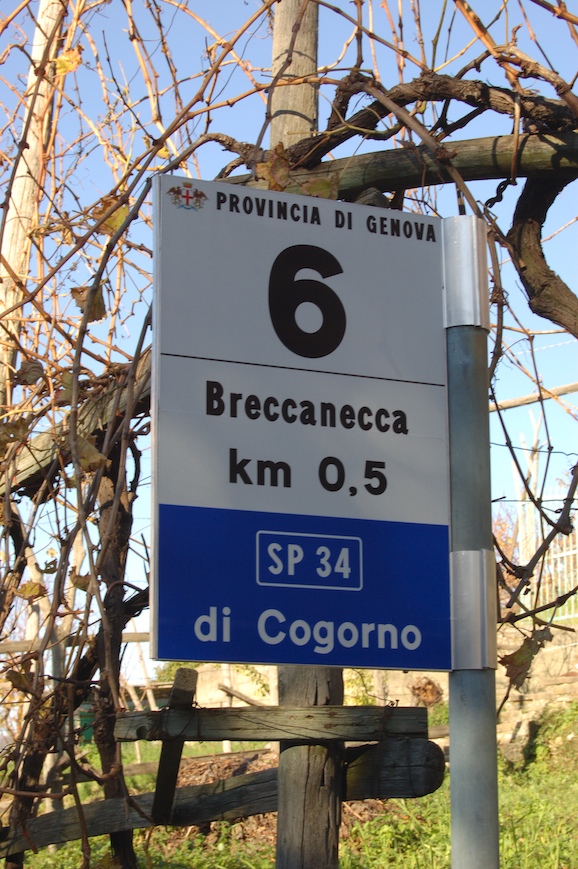 PROVINCIA DI GENOVA
6
Breccanecca
km 0,5
SP 34
di Cogorno